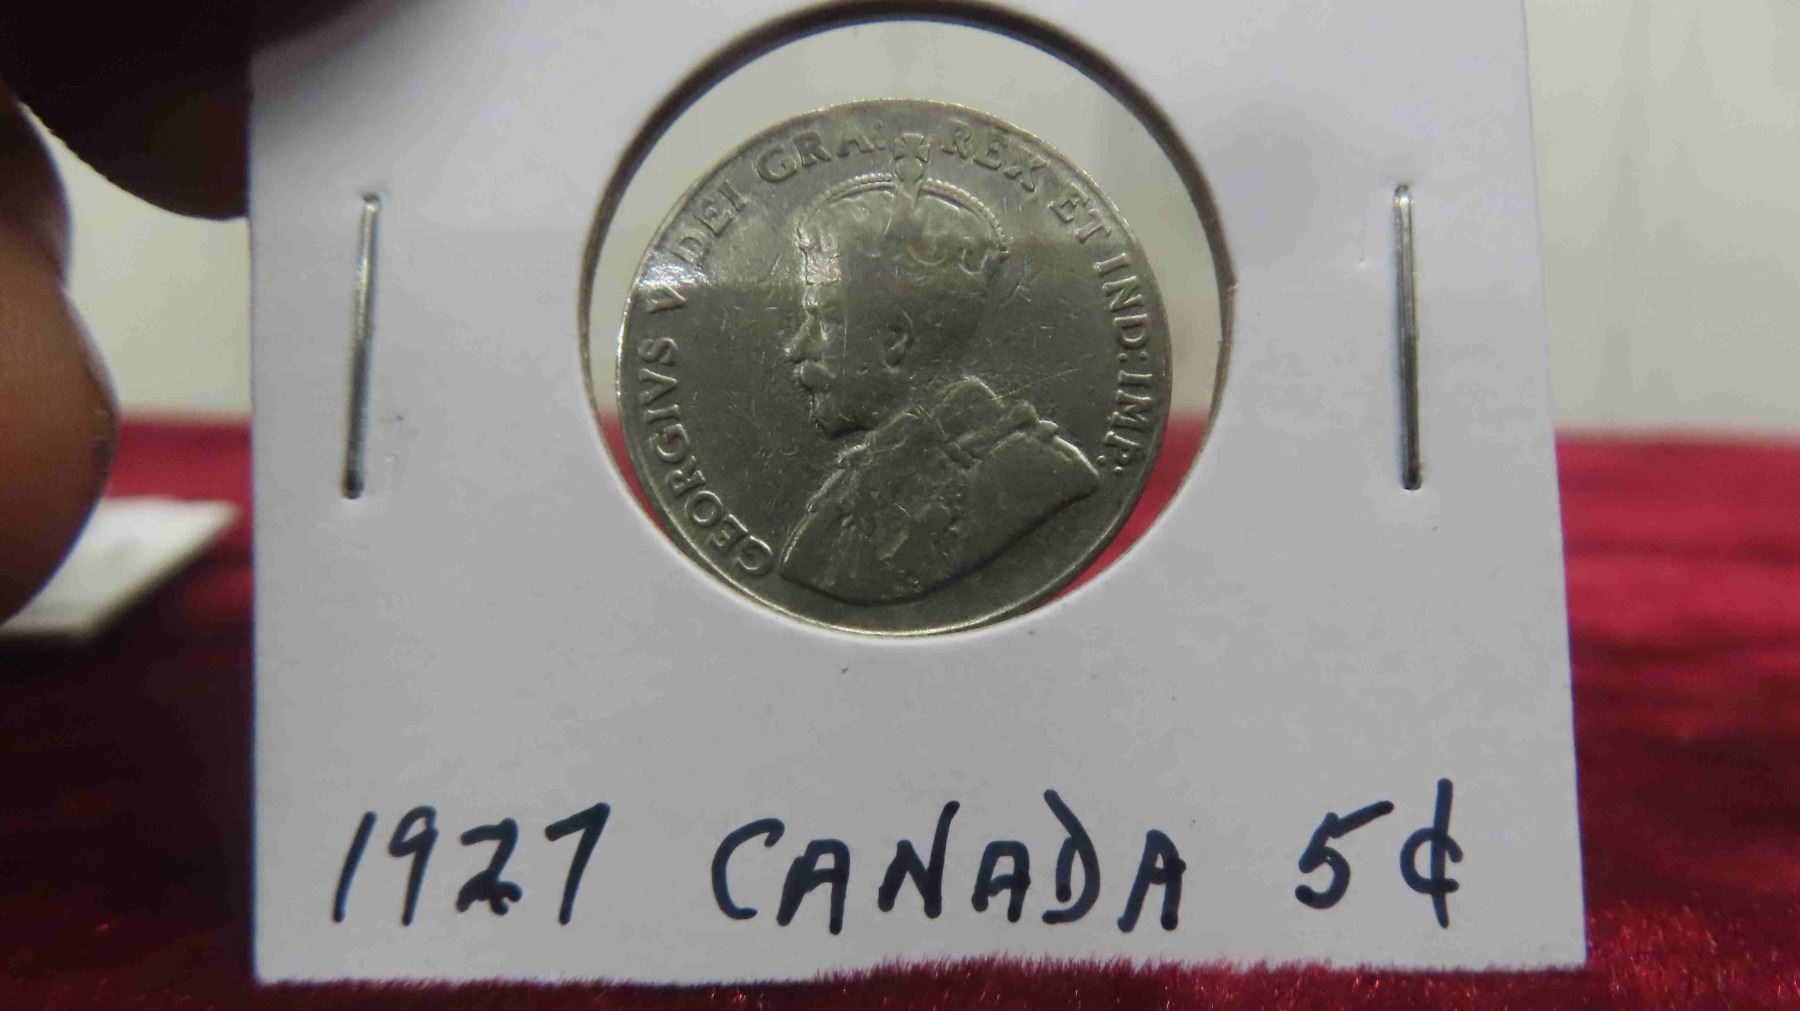 GEORGIVS V DEI GRA: REX ET IND: IMP:
1927 CANADA 5¢